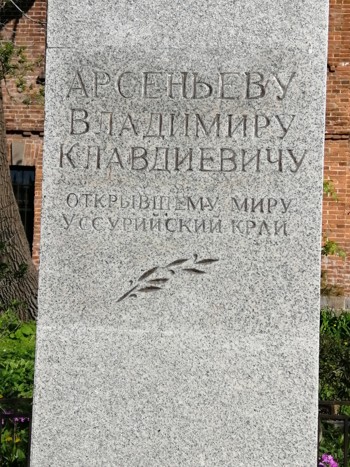 АРСЕНЬЕВУ
ВЛАДИМИРУ
КЛАВДИЕВИЧУ
ОТКРЫВШЕМУ МИРУ
УССУРИЙСКИЙ КРАЙ